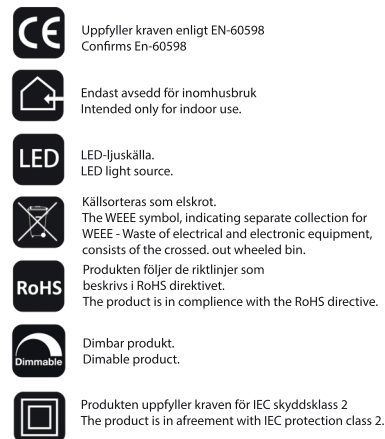 CE
Uppfyller kraven enligt EN-60598
Confirms En-60598
Endast avsedd för inomhusbruk
Intended only for indoor use.
LED
LED-ljuskälla.
LED light source.
Källsorteras som elskrot.
The WEEE symbol, indicating separate collection for
WEEE - Waste of electrical and electronic equipment,
consists of the crossed. out wheeled bin.
RoHS
Produkten följer de riktlinjer som
beskrivs i RoHS direktivet.
The product is in complience with the RoHS directive.
Dimmable
Dimbar produkt.
Dimable product.
Produkten uppfyller kraven för IEC skyddsklass 2
The product is in afreement with IEC protection class 2.